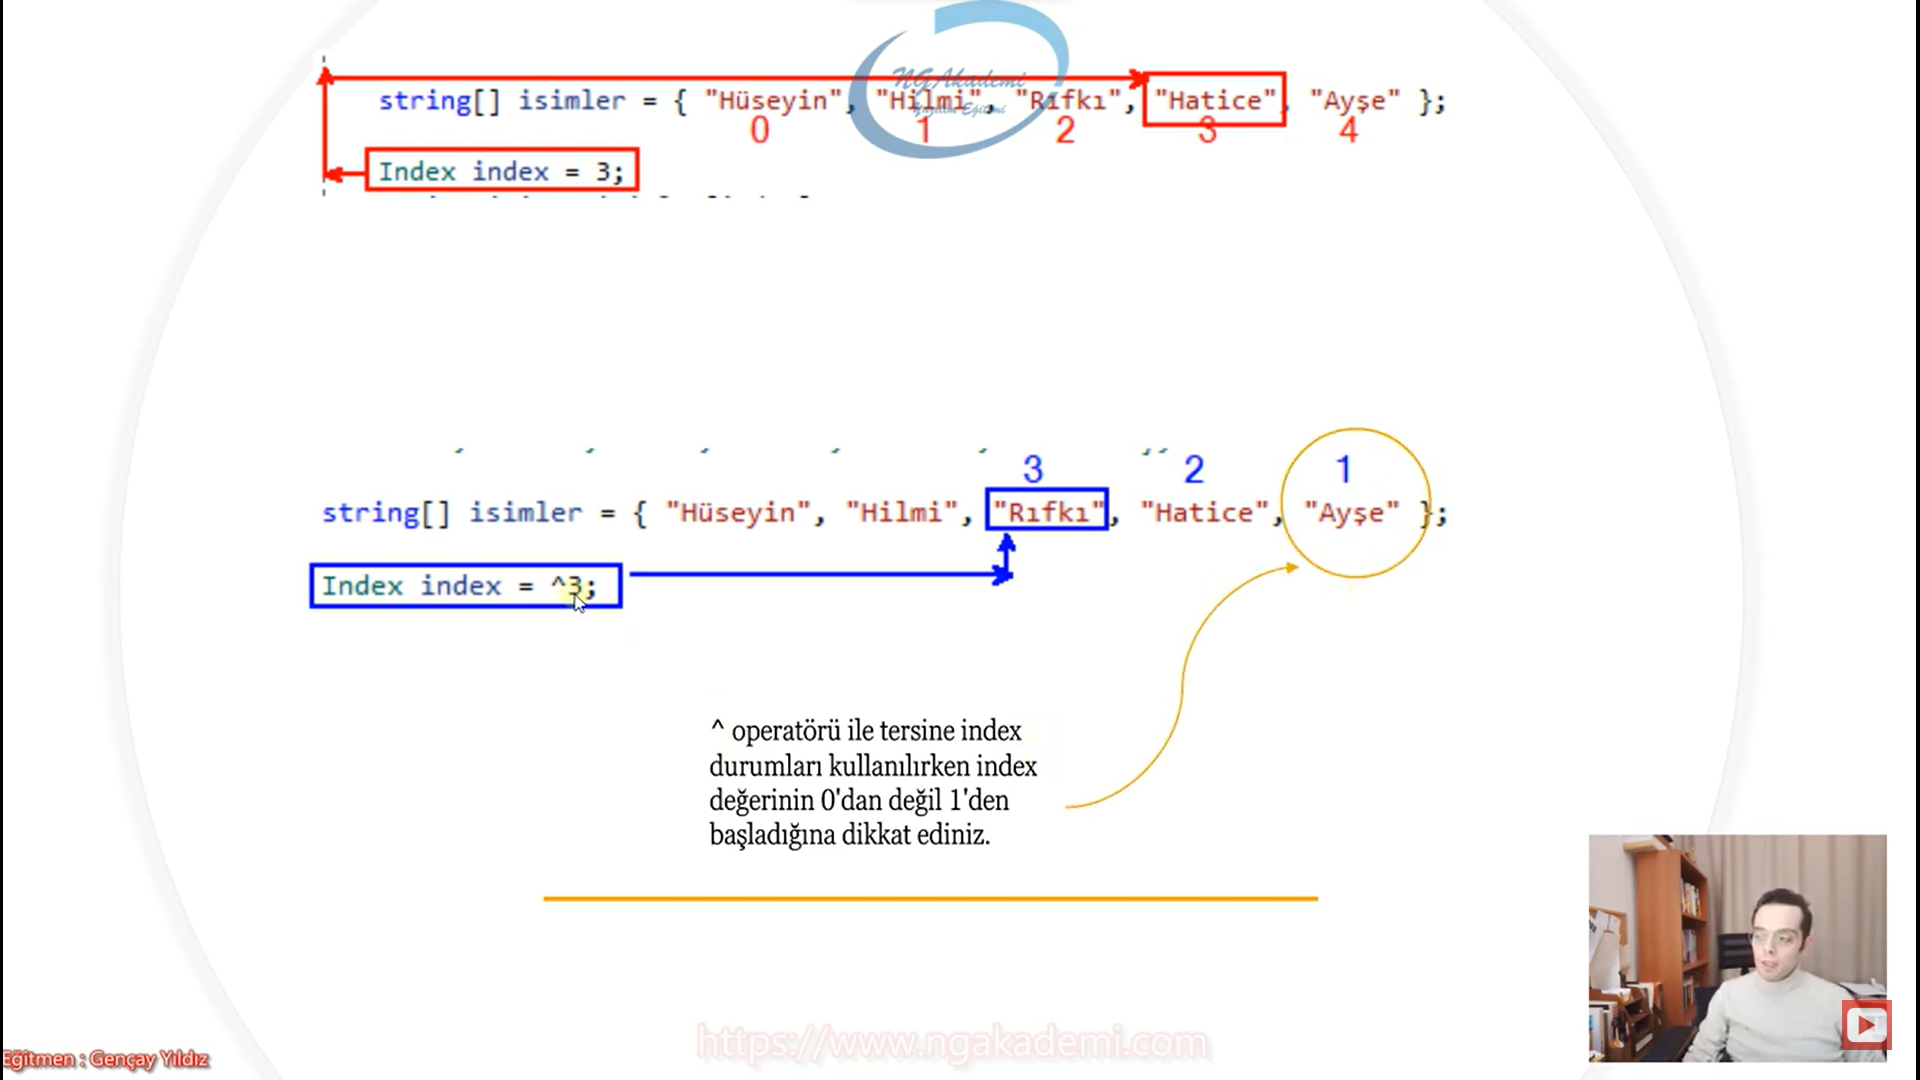 NGAkademi
Yazılım Eğitimi
string[] isimler = { "Hüseyin", "Hilmi", "Rıfkı", "Hatice", "Ayşe" };
0 1 2 3 4
Index index = 3;
3 2 1
string[] isimler = { "Hüseyin", "Hilmi", "Rıfkı", "Hatice", "Ayşe" };
Index index = ^3;
^ operatörü ile tersine index
durumları kullanılırken index
değerinin 0'dan değil 1'den
başladığına dikkat ediniz.
https://www.ngakademi.com
Eğitmen : Gençay Yıldız